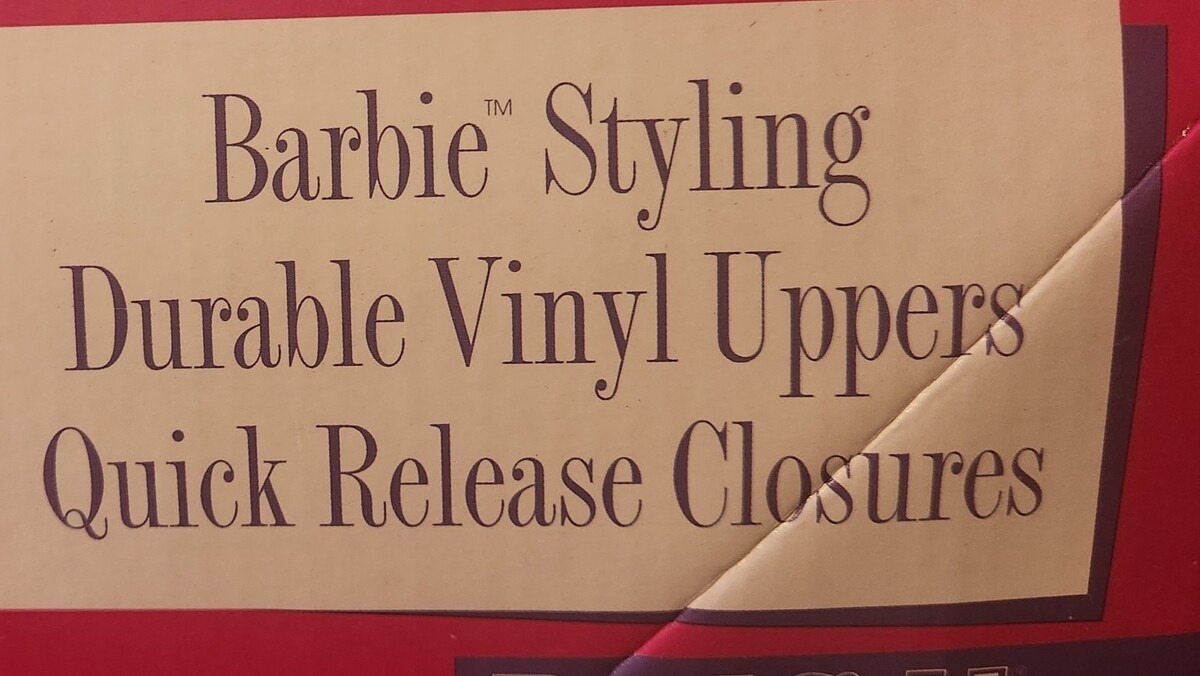 Barbie™ Styling
Durable Vinyl Uppers
Quick Release Closures